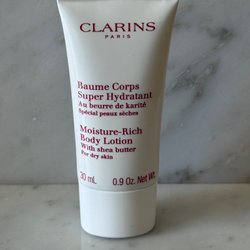 CLARINS
PARIS
Baume Corps
Super Hydratant
Au beurre de karité
Spécial peaux sèches
Moisture-Rich
Body Lotion
With shea butter
For dry skin
30 mL 0.9 Oz. Net Wt.